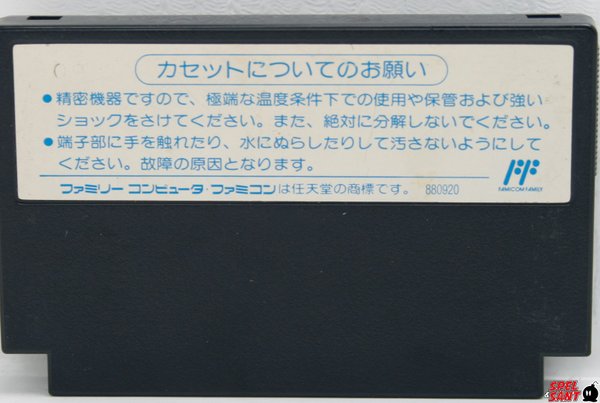 カセットについてのお願い
●精密機器ですので、極端な温度条件下での使用や保管および強い
ショックをさけてください。また、絶対に分解しないでください。
●端子部に手を触れたり、水にぬらしたりして汚さないようにして
ください。故障の原因となります。
FF
FAMICOM FAMILY
ファミリーコンピュータ・ファミコンは任天堂の商標です。 880920
SPEL
SANT